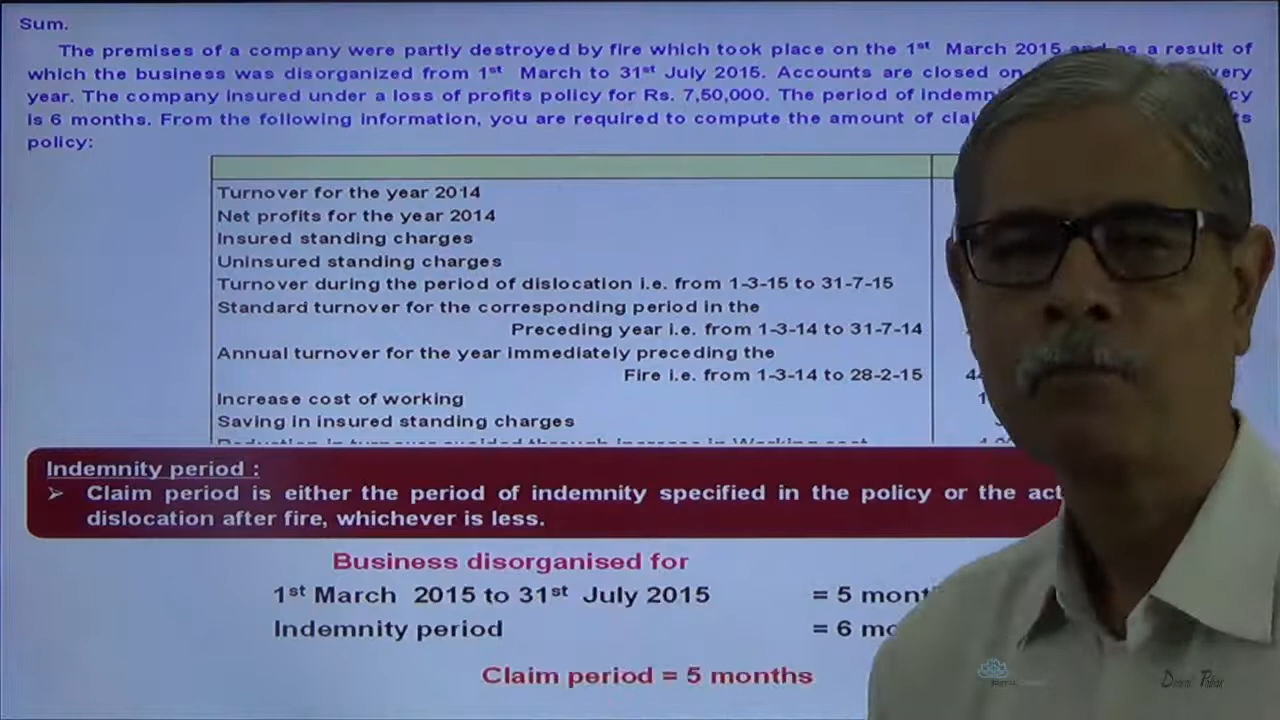 Sum.
The premises of a company were partly destroyed by fire which took place on the 1st March 2015 and as a result of
which the business was disorganized from 1st March to 31st July 2015. Accounts are closed on
year. The company insured under a loss of profits policy for Rs. 7,50,000. The period of
is 6 months. From the following information, you are required to compute the amount of
policy:
Turnover for the year 2014
Net profits for the year 2014
Insured standing charges
Uninsured standing charges
Turnover during the period of dislocation i.e. from 1-3-15 to 31-7-15
Standard turnover for the corresponding period in the
Preceding year i.e. from 1-3-14 to 31-7-14
Annual turnover for the year immediately preceding the
Fire i.e. from 1-3-14 to 28-2-15
Increase cost of working
Saving in insured standing charges
Indemnity period :
➢ Claim period is either the period of indemnity specified in the policy or the
dislocation after fire, whichever is less.
Business disorganised for
1st March 2015 to 31st July 2015 = 5
Indemnity period = 6
Claim period = 5 months